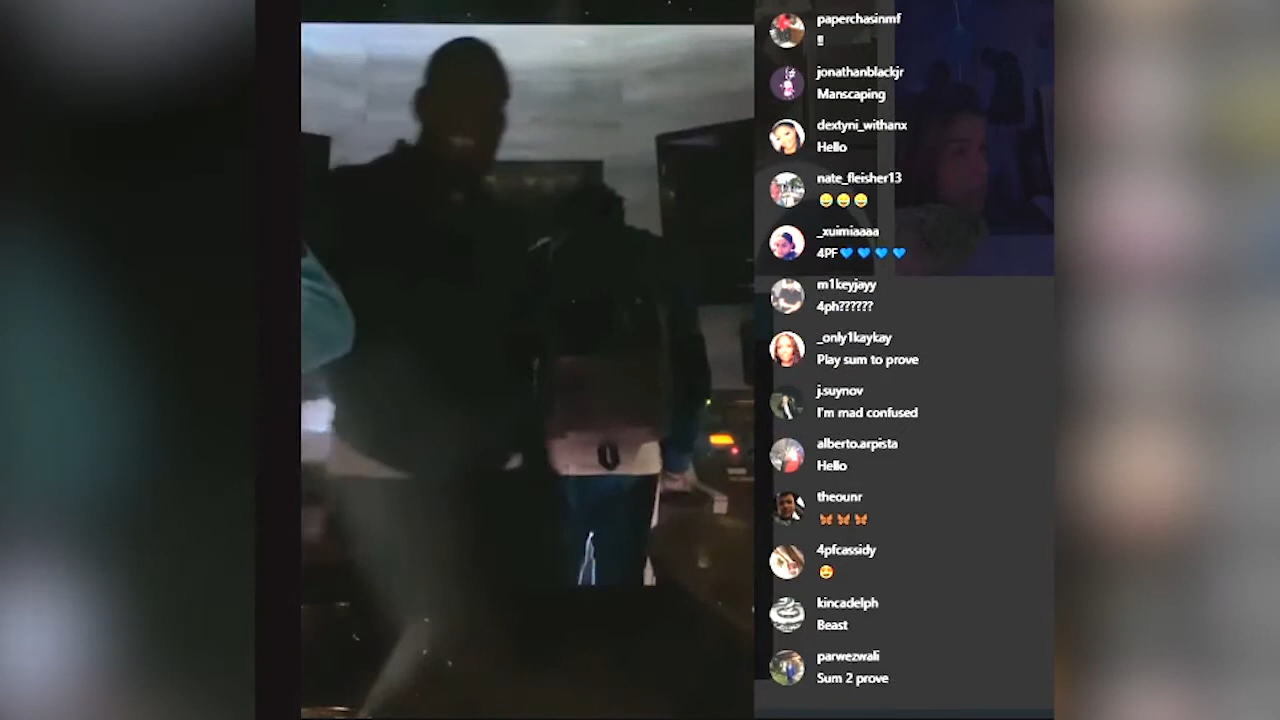 paperchasinmf
‼
jonathanblackjr
Manscaping
dextyni_withanx
Hello
nate_fleisher13
😅😅😅
_xuimiaaaa
4PF💙💙💙💙
m1keyjayy
4ph??????
_only1kaykay
Play sum to prove
j.suynov
I'm mad confused
alberto.arpista
Hello
theounr
🦋🦋🦋
4pfcassidy
😍
kincadelph
Beast
parwezwali
Sum 2 prove